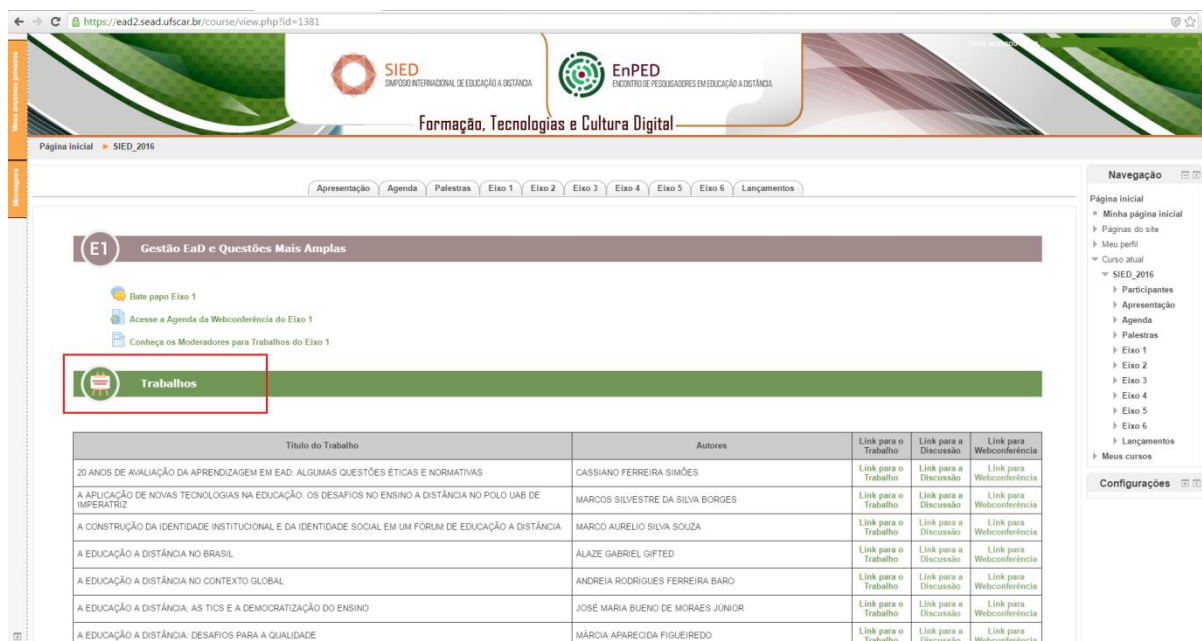 https://ead2.sead.ufscar.br/course/view.php?id=1381
Meus arquivos privados
Mensagens
SIED
SIMPÓSIO INTERNACIONAL DE EDUCAÇÃO A DISTÂNCIA
EnPED
ENCONTRO DE PESQUISADORES EM EDUCAÇÃO A DISTÂNCIA
Formação, Tecnologias e Cultura Digital
Página inicial ► SIED_2016
Apresentação Agenda Palestras Eixo 1 Eixo 2 Eixo 3 Eixo 4 Eixo 5 Eixo 6 Lançamentos
E1 Gestão EaD e Questões Mais Amplas
Bate papo Eixo 1
Acesse a Agenda da Webconferência do Eixo 1
Conheça os Moderadores para Trabalhos do Eixo 1
Trabalhos
Título do Trabalho Autores Link para o Trabalho Link para a Discussão Link para Webconferência
20 ANOS DE AVALIAÇÃO DA APRENDIZAGEM EM EAD: ALGUMAS QUESTÕES ÉTICAS E NORMATIVAS CASSIANO FERREIRA SIMÕES Link para o Trabalho Link para a Discussão Link para Webconferência
A APLICAÇÃO DE NOVAS TECNOLOGIAS NA EDUCAÇÃO: OS DESAFIOS NO ENSINO A DISTÂNCIA NO POLO UAB DE
IMPERATRIZ MARCOS SILVESTRE DA SILVA BORGES Link para o Trabalho Link para a Discussão Link para Webconferência
A CONSTRUÇÃO DA IDENTIDADE INSTITUCIONAL E DA IDENTIDADE SOCIAL EM UM FÓRUM DE EDUCAÇÃO A DISTÂNCIA MARCO AURELIO SILVA SOUZA Link para o Trabalho Link para a Discussão Link para Webconferência
A EDUCAÇÃO A DISTÂNCIA NO BRASIL ÁLAZE GABRIEL GIFTED Link para o Trabalho Link para a Discussão Link para Webconferência
A EDUCAÇÃO A DISTÂNCIA NO CONTEXTO GLOBAL ANDREIA RODRIGUES FERREIRA BARO Link para o Trabalho Link para a Discussão Link para Webconferência
A EDUCAÇÃO A DISTÂNCIA, AS TICS E A DEMOCRATIZAÇÃO DO ENSINO JOSÉ MARIA BUENO DE MORAES JÚNIOR Link para o Trabalho Link para a Discussão Link para Webconferência
A EDUCAÇÃO A DISTÂNCIA: DESAFIOS PARA A QUALIDADE MÁRCIA APARECIDA FIGUEIREDO Link para o Trabalho Link para a Discussão Link para Webconferência
Navegação
Página inicial
Minha página inicial
Páginas do site
Meu perfil
Curso atual
SIED_2016
Participantes
Apresentação
Agenda
Palestras
Eixo 1
Eixo 2
Eixo 3
Eixo 4
Eixo 5
Eixo 6
Lançamentos
Meus cursos
Configurações